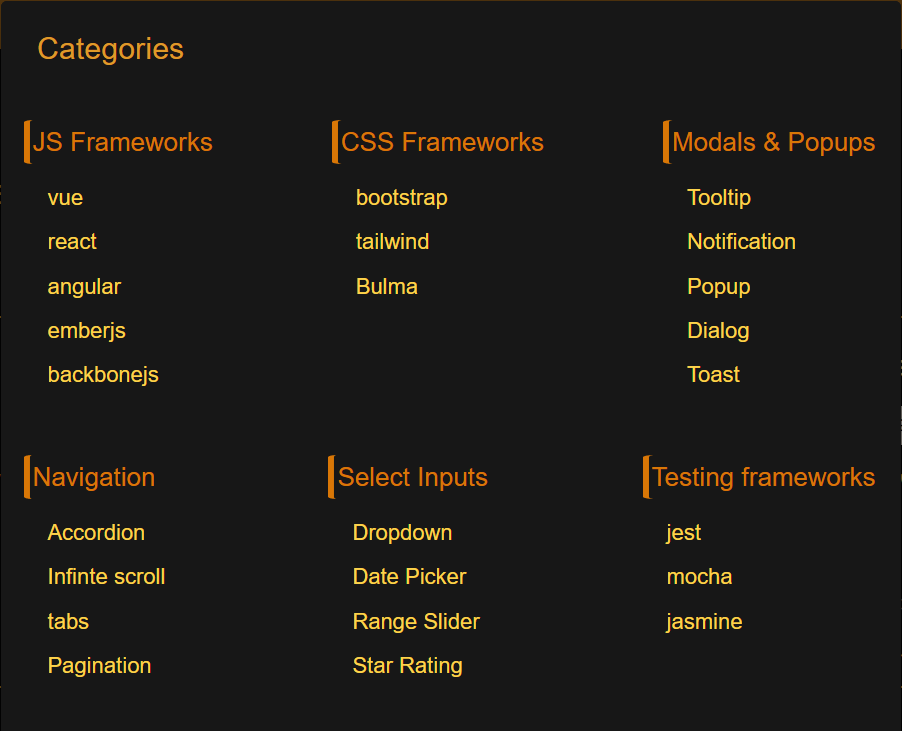 Categories
JS Frameworks
vue
react
angular
emberjs
backbonejs
CSS Frameworks
bootstrap
tailwind
Bulma
Modals & Popups
Tooltip
Notification
Popup
Dialog
Toast
Navigation
Accordion
Infinte scroll
tabs
Pagination
Select Inputs
Dropdown
Date Picker
Range Slider
Star Rating
Testing frameworks
jest
mocha
jasmine